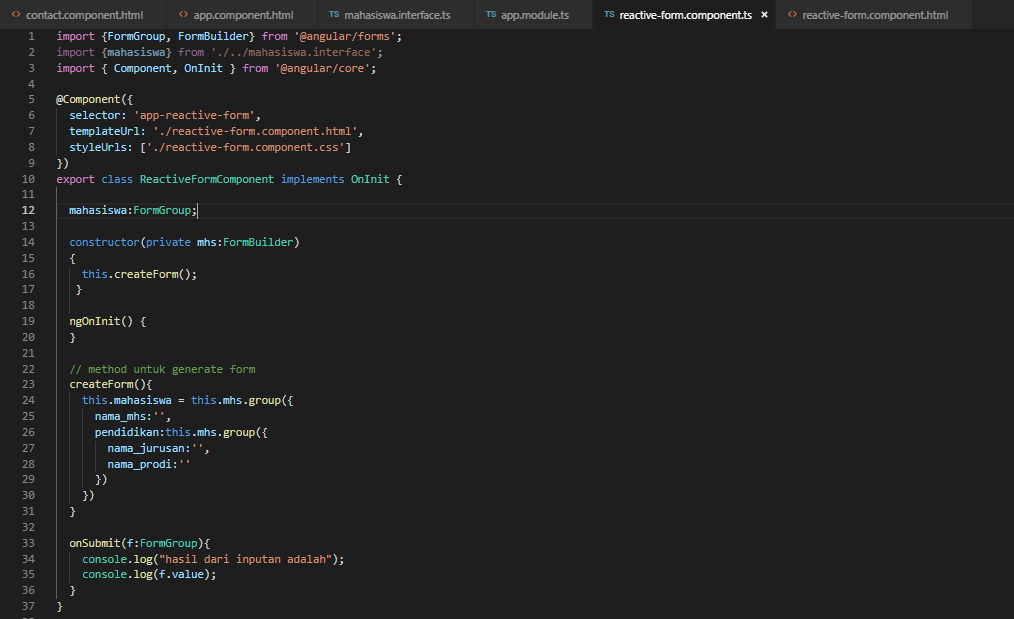 <> contact.component.html <> app.component.html TS mahasiswa.interface.ts TS app.module.ts TS reactive-form.component.ts × <> reactive-form.component.html
1 import {FormGroup, FormBuilder} from '@angular/forms';
2 import {mahasiswa} from './../mahasiswa.interface';
3 import { Component, OnInit } from '@angular/core';
4
5 @Component({
6   selector: 'app-reactive-form',
7   templateUrl: './reactive-form.component.html',
8   styleUrls: ['./reactive-form.component.css']
9 })
10 export class ReactiveFormComponent implements OnInit {
11
12   mahasiswa:FormGroup;
13
14   constructor(private mhs:FormBuilder)
15   {
16     this.createForm();
17    }
18
19   ngOnInit() {
20   }
21
22   // method untuk generate form
23   createForm(){
24     this.mahasiswa = this.mhs.group({
25       nama_mhs:'',
26       pendidikan:this.mhs.group({
27         nama_jurusan:'',
28         nama_prodi:''
29       })
30     })
31   }
32
33   onSubmit(f:FormGroup){
34     console.log("hasil dari inputan adalah");
35     console.log(f.value);
36   }
37 }